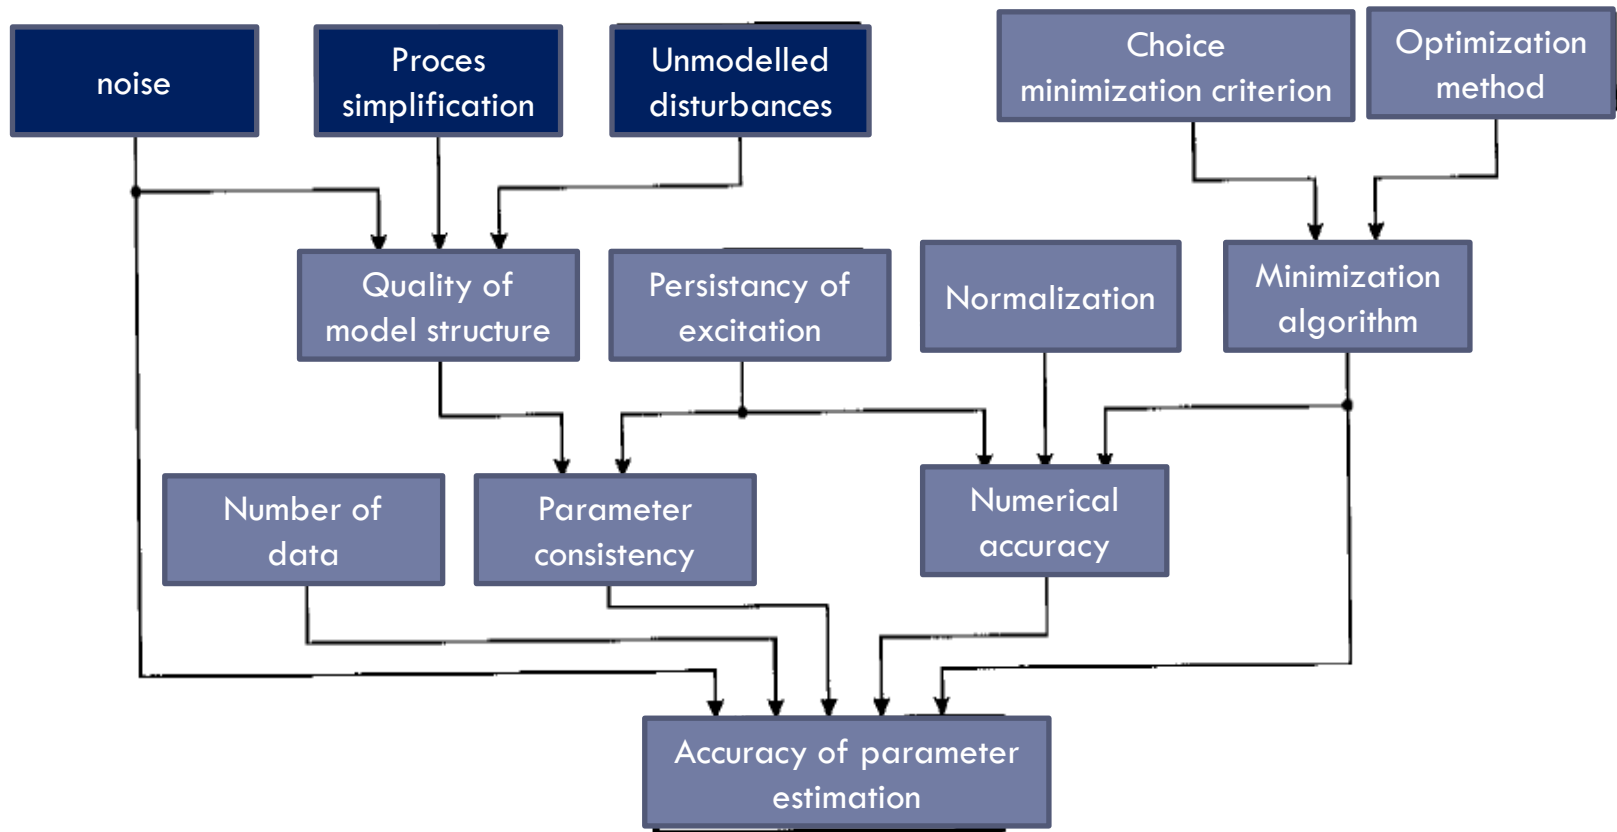 noise
Proces
simplification
Unmodelled
disturbances
Choice
minimization criterion
Optimization
method
Quality of
model structure
Persistancy of
excitation
Normalization
Minimization
algorithm
Number of
data
Parameter
consistency
Numerical
accuracy
Accuracy of parameter
estimation